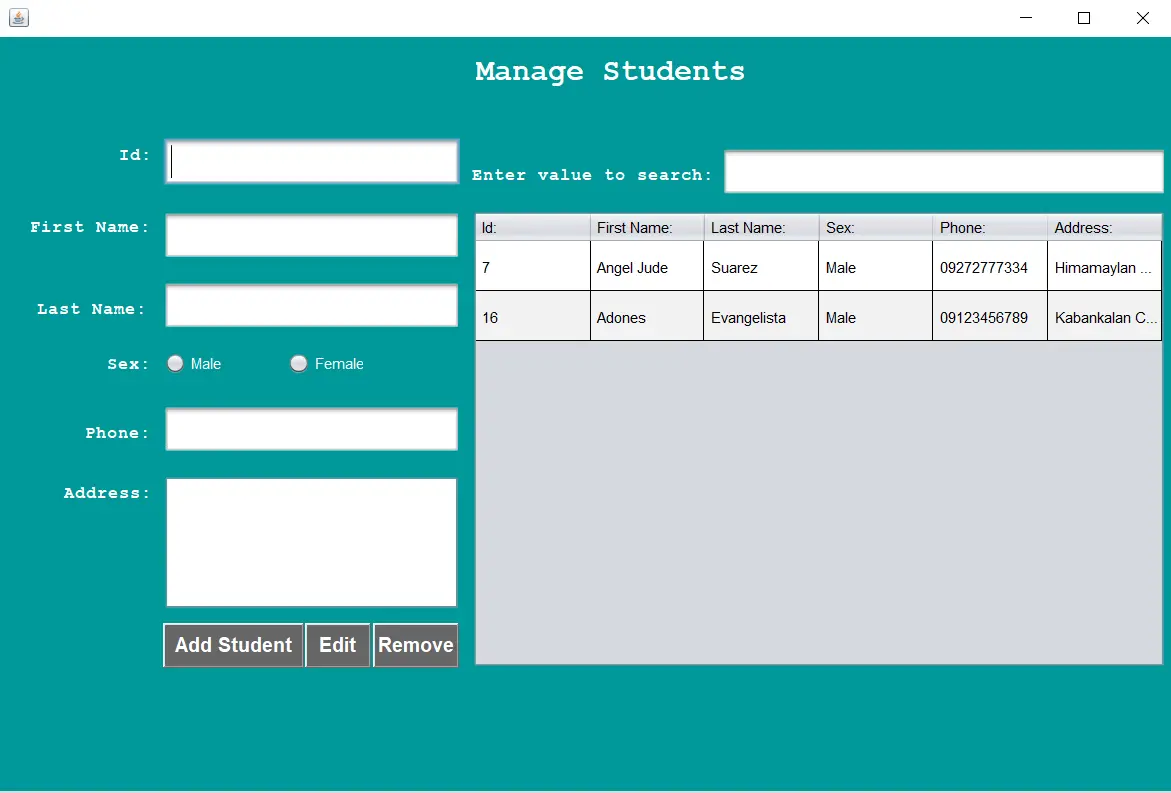 Manage Students
Id:
First Name:
Last Name:
Sex: Male Female
Phone:
Address:
Add Student Edit Remove
Enter value to search:
Id: First Name: Last Name: Sex: Phone: Address:
7 Angel Jude Suarez Male 09272777334 Himamaylan ...
16 Adones Evangelista Male 09123456789 Kabankalan C...